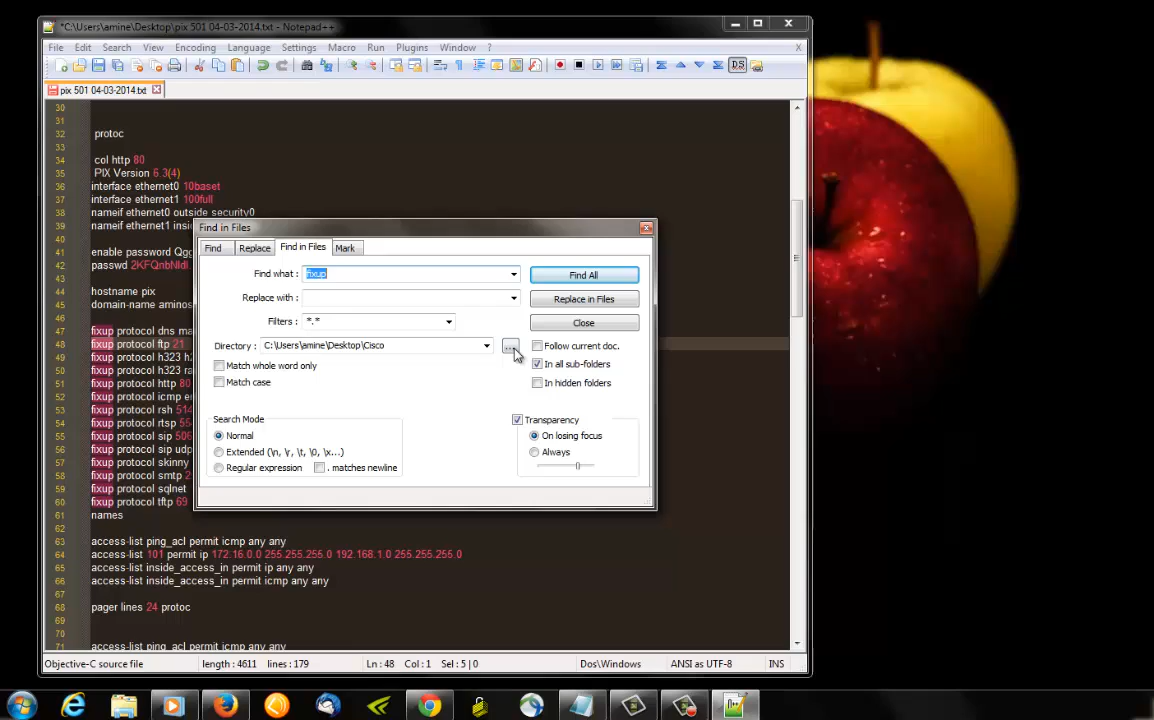 *C:\Users\amine\Desktop\pix 501 04-03-2014.txt - Notepad++
File Edit Search View Encoding Language Settings Macro Run Plugins Window ? X
pix 501 04-03-2014.txt
30
31
32 protoc
33
34 col http 80
35 PIX Version 6.3(4)
36 interface ethernet0 10baset
37 interface ethernet1 100full
38 nameif ethernet0 outside security0
39 nameif ethernet1 insi
40
41 enable password Qgg
42 passwd 2KFQnbNIdI
43
44 hostname pix
45 domain-name aminos
46
47 fixup protocol dns ma
48 fixup protocol ftp 21
49 fixup protocol h323 h
50 fixup protocol h323 ra
51 fixup protocol http 80
52 fixup protocol icmp er
53 fixup protocol rsh 514
54 fixup protocol rtsp 55
55 fixup protocol sip 506
56 fixup protocol sip udp
57 fixup protocol skinny
58 fixup protocol smtp 2
59 fixup protocol sqlnet
60 fixup protocol tftp 69
61 names
62
63 access-list ping_acl permit icmp any any
64 access-list 101 permit ip 172.16.0.0 255.255.255.0 192.168.1.0 255.255.255.0
65 access-list inside_access_in permit ip any any
66 access-list inside_access_in permit icmp any any
67
68 pager lines 24 protoc
69
70
71 access-list ping_acl permit icmp any any
Find in Files
Find Replace Find in Files Mark
Find what : fixup Find All
Replace with : Replace in Files
Filters : *.* Close
Directory : C:\Users\amine\Desktop\Cisco ... Follow current doc.
Match whole word only In all sub-folders
Match case In hidden folders
Search Mode Transparency
Normal On losing focus
Extended (\n, \r, \t, \0, \x...) Always
Regular expression . matches newline
Objective-C source file length : 4611 lines : 179 Ln : 48 Col : 1 Sel : 5 | 0 Dos\Windows ANSI as UTF-8 INS